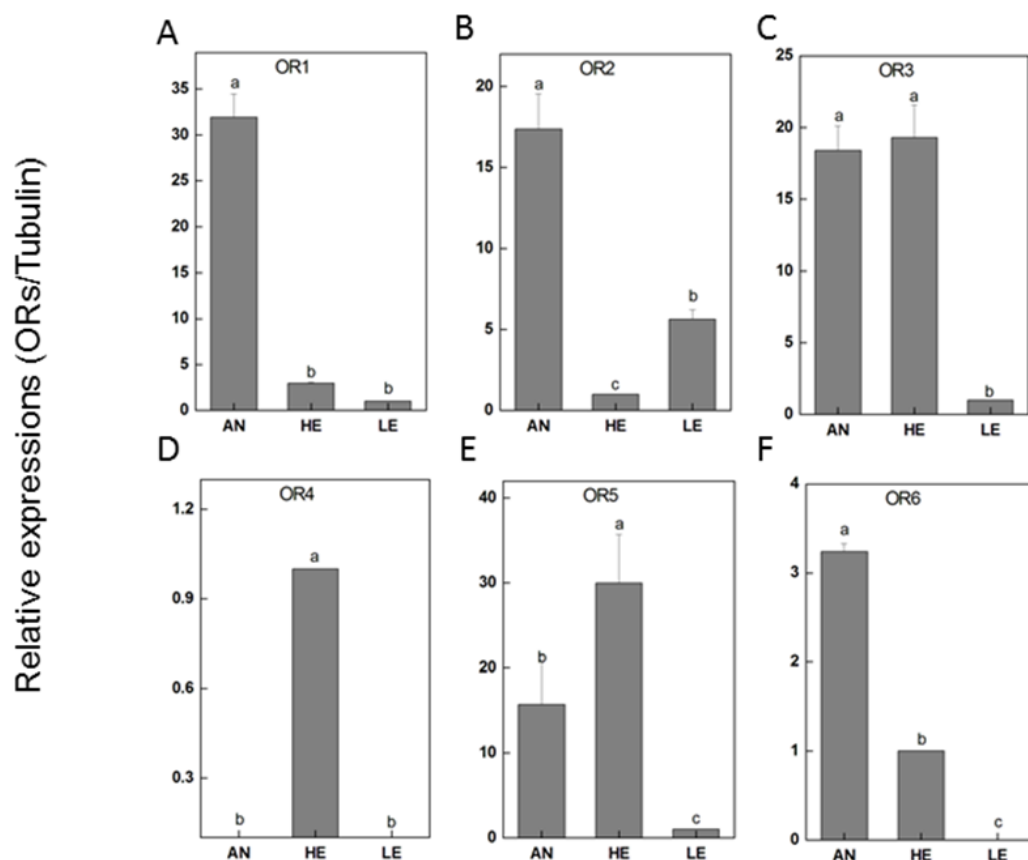 Relative expressions (ORs/Tubulin)
A
OR1
35
30
25
20
15
10
5
0
a
b
b
AN HE LE
B
OR2
20
15
10
5
0
a
c
b
AN HE LE
C
OR3
25
20
15
10
5
0
a
a
b
AN HE LE
D
OR4
1.2
0.9
0.6
0.3
b
a
b
AN HE LE
E
OR5
40
30
20
10
0
b
a
c
AN HE LE
F
OR6
4
3
2
1
0
a
b
c
AN HE LE